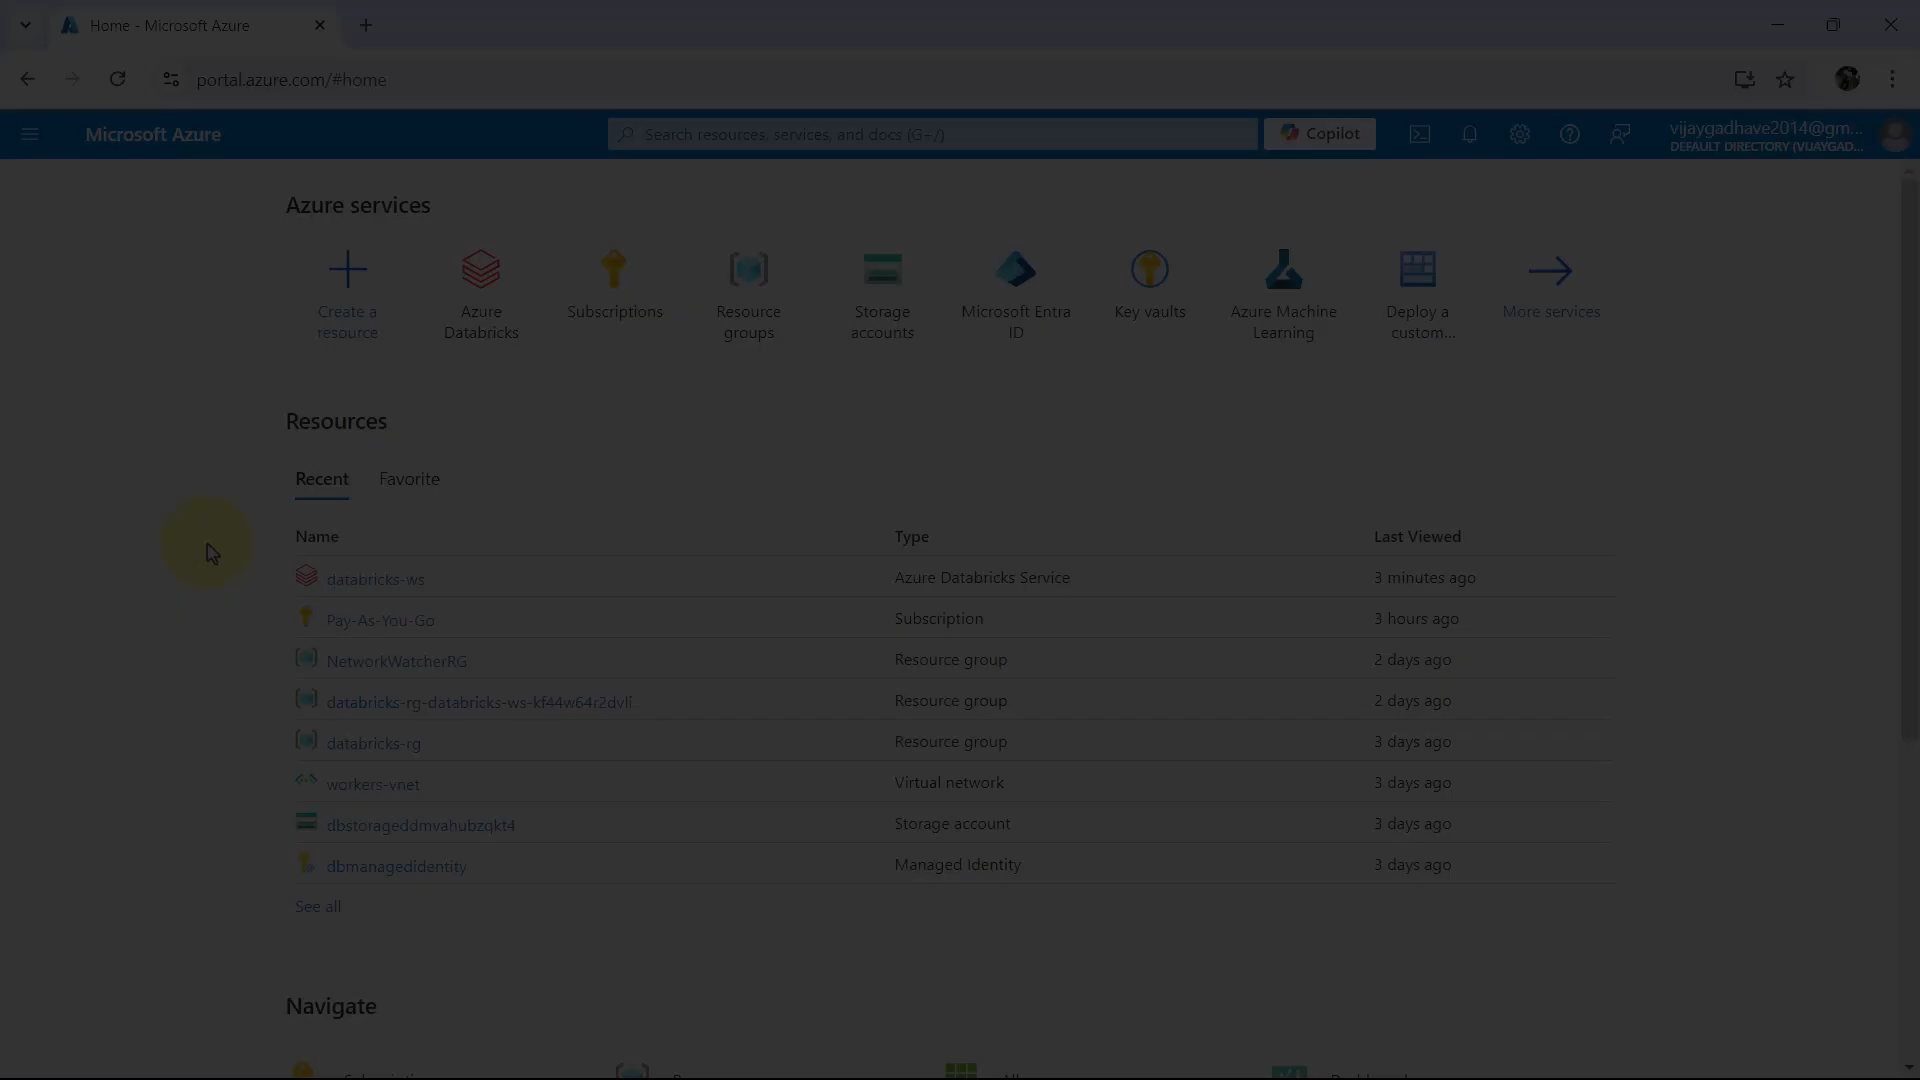 Home - Microsoft Azure
portal.azure.com/#home
Microsoft Azure
Search resources, services, and docs (G+/)
Copilot
vijaygadhave2014@gm...
DEFAULT DIRECTORY (VIJAYGAD...
Azure services
Create a resource
Azure Databricks
Subscriptions
Resource groups
Storage accounts
Microsoft Entra ID
Key vaults
Azure Machine Learning
Deploy a custom...
More services
Resources
Recent Favorite
Name Type Last Viewed
databricks-ws Azure Databricks Service 3 minutes ago
Pay-As-You-Go Subscription 3 hours ago
NetworkWatcherRG Resource group 2 days ago
databricks-rg-databricks-ws-kf44w64r2dvli Resource group 2 days ago
databricks-rg Resource group 3 days ago
workers-vnet Virtual network 3 days ago
dbstorageddmvahubzqkt4 Storage account 3 days ago
dbmanagedidentity Managed Identity 3 days ago
See all
Navigate